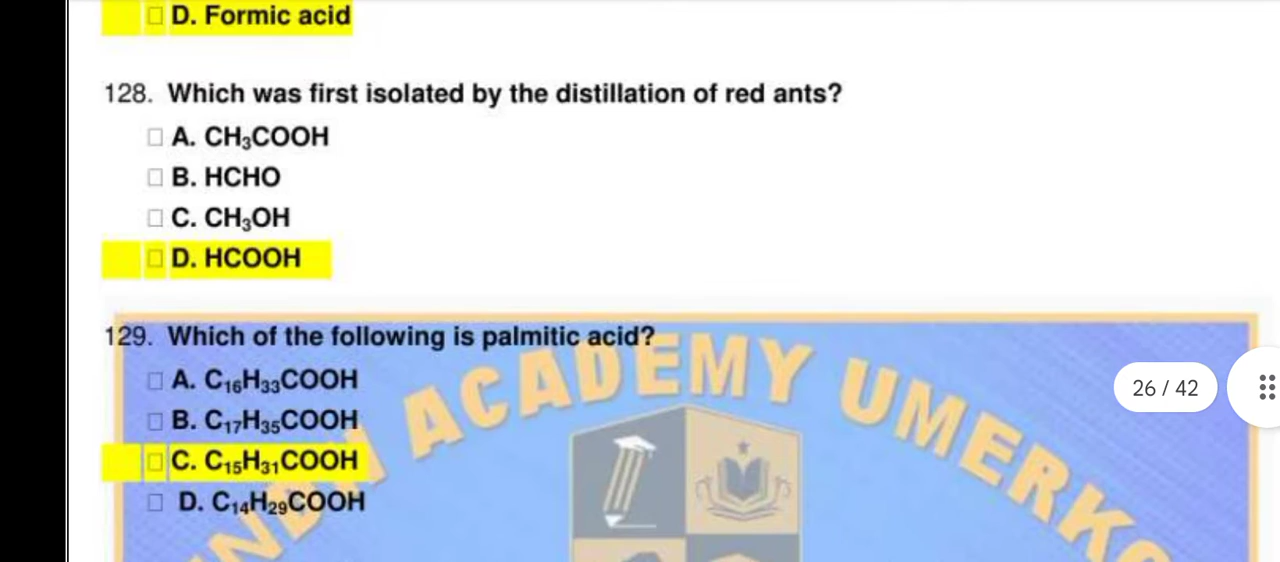 D. Formic acid
128. Which was first isolated by the distillation of red ants?
A. CH₃COOH
B. HCHO
C. CH₃OH
D. HCOOH
129. Which of the following is palmitic acid?
A. C₁₆H₃₃COOH
B. C₁₇H₃₅COOH
C. C₁₅H₃₁COOH
D. C₁₄H₂₉COOH
ACADEMY
26 / 42